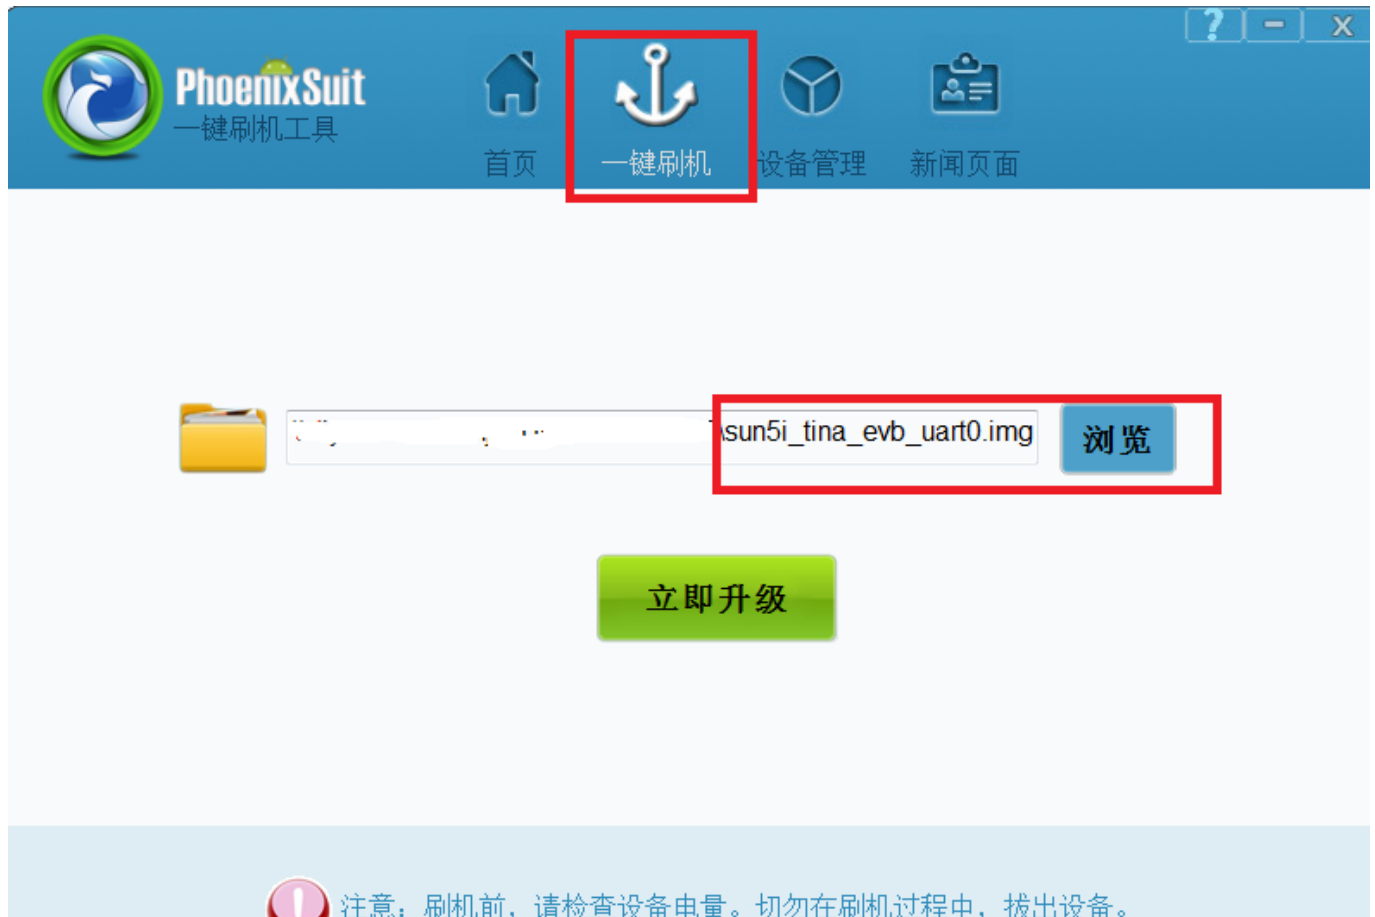 ? - X
PhoenixSuit
一键刷机工具
首页 一键刷机 设备管理 新闻页面
\sun5i_tina_evb_uart0.img 浏览
立即升级
注意：刷机前，请检查设备电量。切勿在刷机过程中，拔出设备。